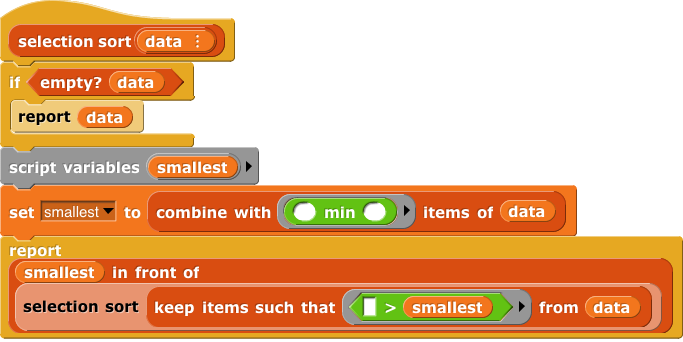 selection sort data ⋮
if empty? data
report data
script variables smallest
set smallest to combine with min items of data
report
smallest in front of
selection sort keep items such that > smallest from data